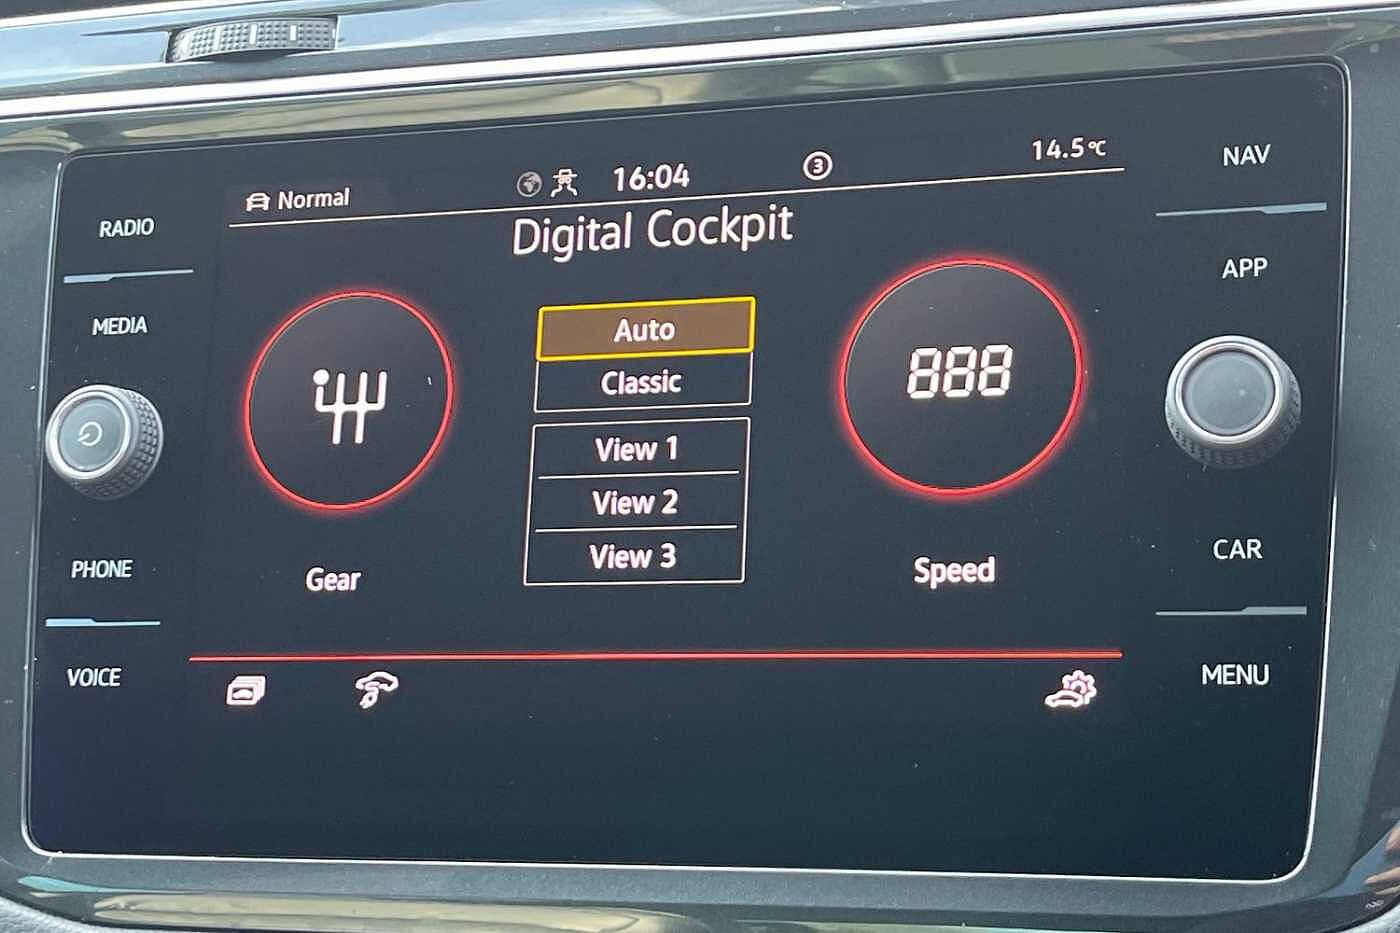 RADIO
MEDIA
PHONE
VOICE
Normal
16:04
3
14.5°C
Digital Cockpit
Auto
Classic
View 1
View 2
View 3
Gear
888
Speed
NAV
APP
CAR
MENU